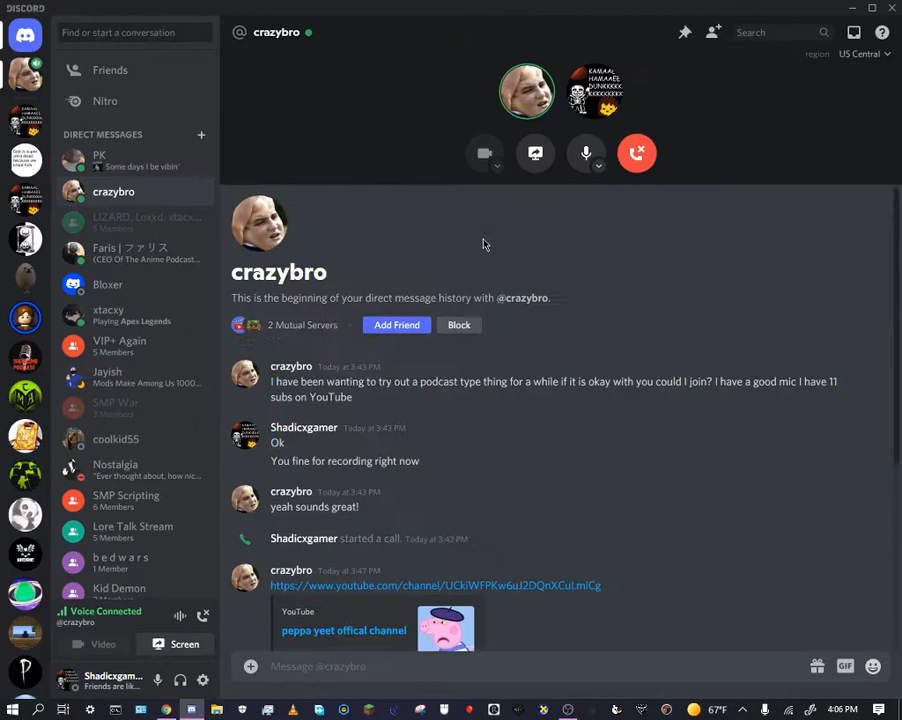 DISCORD
Find or start a conversation
crazybro
Search
region
US Central
Friends
Nitro
DIRECT MESSAGES
PK
Some days I be vibin'
crazybro
LIZARD, Loxxd, xtacx...
5 Members
Faris | ファリス
(CEO Of The Anime Podcast...
Bloxer
xtacxy
Playing Apex Legends
VIP+ Again
5 Members
Jayish
Mods Make Among Us 1000...
SMP War
3 Members
coolkid55
Nostalgia
"Ever thought about, how nic...
SMP Scripting
6 Members
Lore Talk Stream
5 Members
b e d w a r s
1 Member
Kid Demon
Voice Connected
@crazybro
Video
Screen
Shadicxgam...
Friends are lik...
crazybro
This is the beginning of your direct message history with @crazybro.
2 Mutual Servers
Add Friend
Block
crazybro Today at 3:43 PM
I have been wanting to try out a podcast type thing for a while if it is okay with you could I join? I have a good mic I have 11
subs on YouTube
Shadicxgamer Today at 3:43 PM
Ok
You fine for recording right now
crazybro Today at 3:43 PM
yeah sounds great!
Shadicxgamer started a call. Today at 3:43 PM
crazybro Today at 3:47 PM
https://www.youtube.com/channel/UCkiWFPKw6uJ2DQnXCuLmlCg
YouTube
peppa yeet offical channel
Message @crazybro
GIF
67°F
4:06 PM